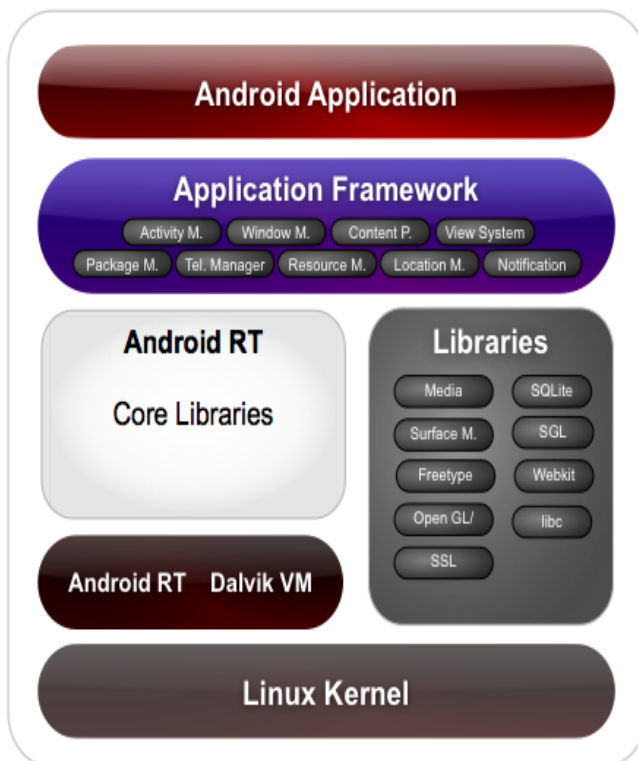 Android Application
Application Framework
Activity M. Window M. Content P. View System
Package M. Tel. Manager Resource M. Location M. Notification
Android RT
Core Libraries
Libraries
Media SQLite
Surface M. SGL
Freetype Webkit
Open GL/ libc
SSL
Android RT Dalvik VM
Linux Kernel